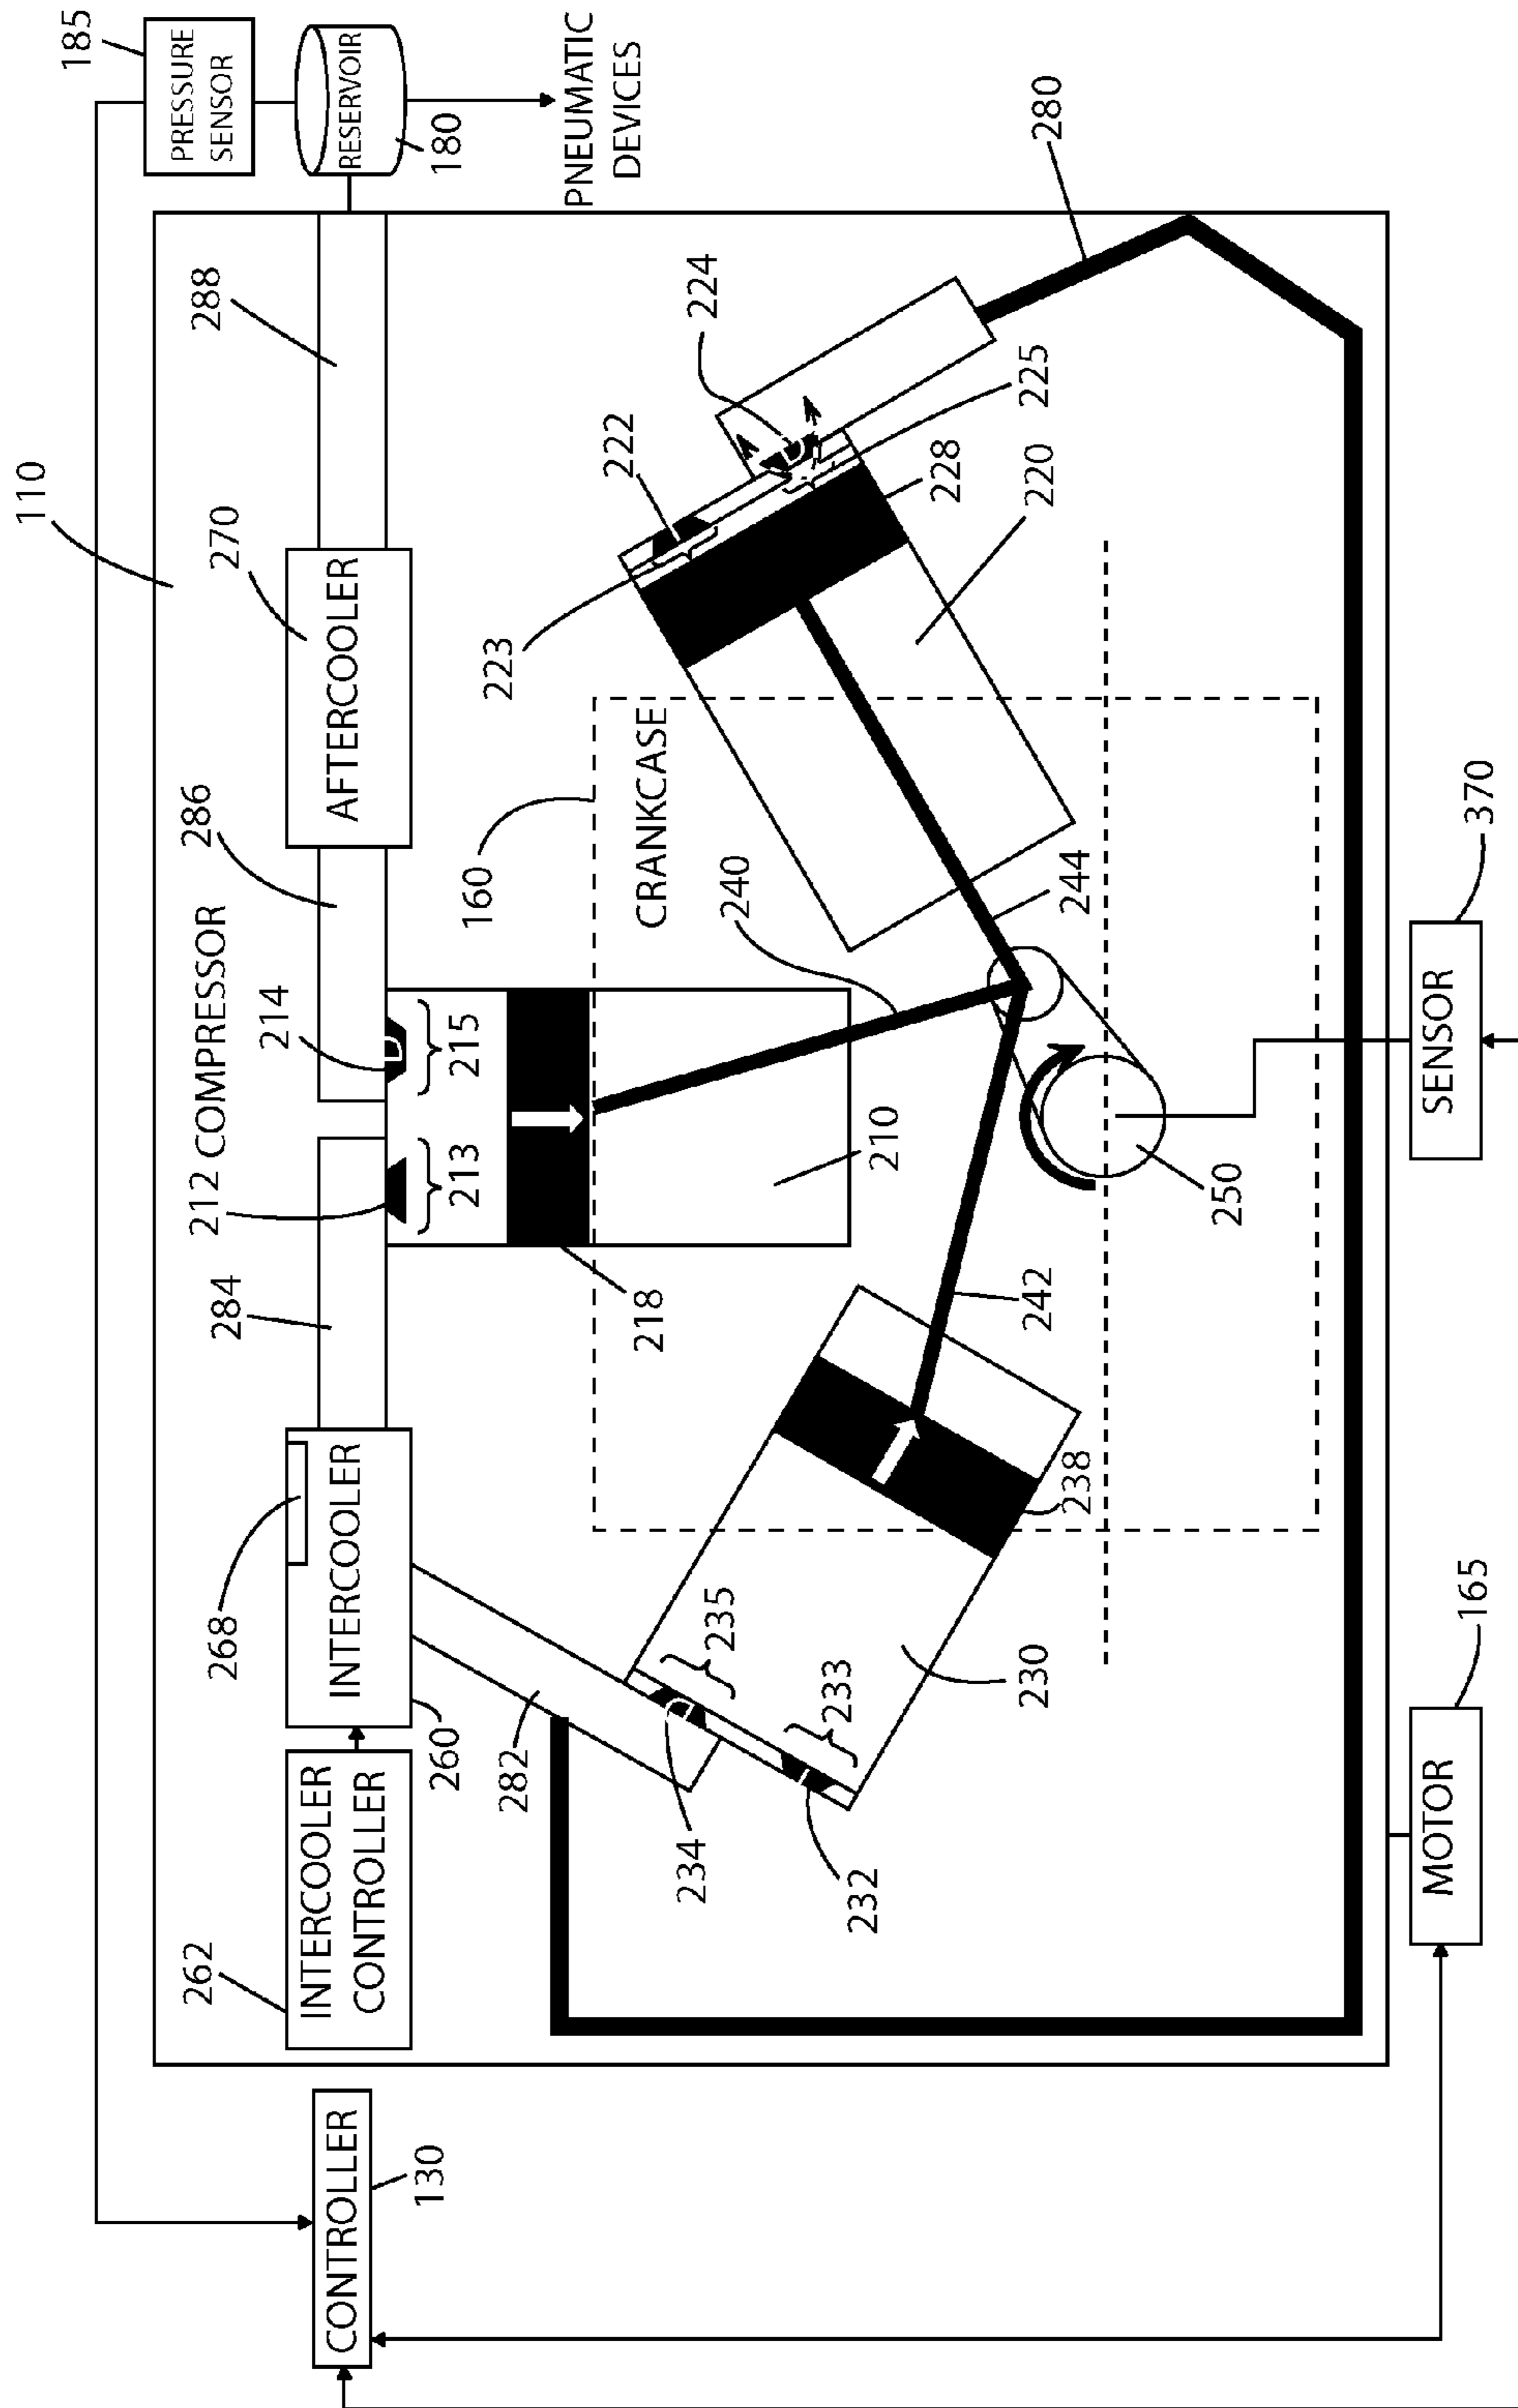 185
PRESSURE
SENSOR
RESERVOIR
180
PNEUMATIC
DEVICES
110
288
270
AFTERCOOLER
286
COMPRESSOR
214
212
215
213
284
268
INTERCOOLER
260
262
INTERCOOLER
CONTROLLER
CONTROLLER
130
280
224
225
222
228
220
223
160
CRANKCASE
240
244
210
218
250
242
238
235
233
230
282
234
232
SENSOR
370
MOTOR
165